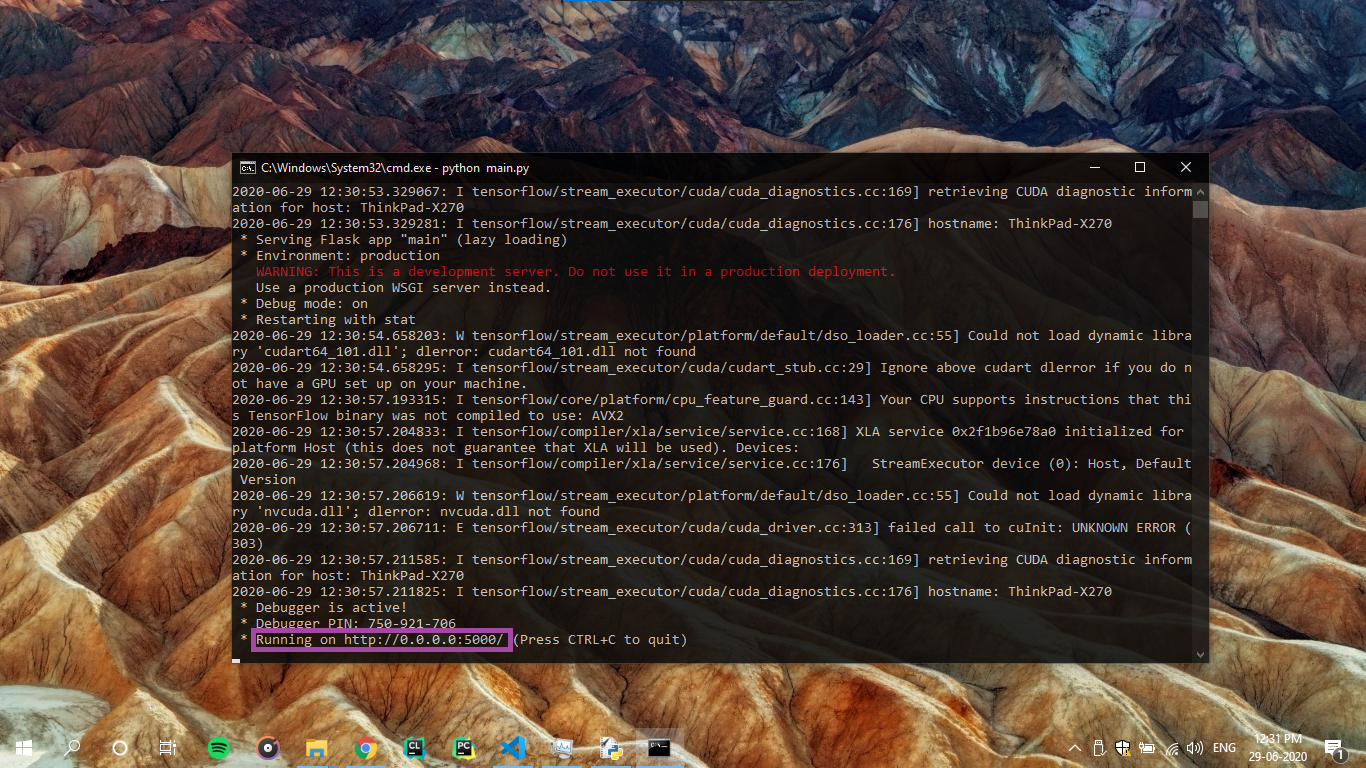 C:\Windows\System32\cmd.exe - python  main.py
2020-06-29 12:30:53.329067: I tensorflow/stream_executor/cuda/cuda_diagnostics.cc:169] retrieving CUDA diagnostic inform
ation for host: ThinkPad-X270
2020-06-29 12:30:53.329281: I tensorflow/stream_executor/cuda/cuda_diagnostics.cc:176] hostname: ThinkPad-X270
 * Serving Flask app "main" (lazy loading)
 * Environment: production
   WARNING: This is a development server. Do not use it in a production deployment.
   Use a production WSGI server instead.
 * Debug mode: on
 * Restarting with stat
2020-06-29 12:30:54.658203: W tensorflow/stream_executor/platform/default/dso_loader.cc:55] Could not load dynamic libra
ry 'cudart64_101.dll'; dlerror: cudart64_101.dll not found
2020-06-29 12:30:54.658295: I tensorflow/stream_executor/cuda/cudart_stub.cc:29] Ignore above cudart dlerror if you do n
ot have a GPU set up on your machine.
2020-06-29 12:30:57.193315: I tensorflow/core/platform/cpu_feature_guard.cc:143] Your CPU supports instructions that thi
s TensorFlow binary was not compiled to use: AVX2
2020-06-29 12:30:57.204833: I tensorflow/compiler/xla/service/service.cc:168] XLA service 0x2f1b96e78a0 initialized for
platform Host (this does not guarantee that XLA will be used). Devices:
2020-06-29 12:30:57.204968: I tensorflow/compiler/xla/service/service.cc:176]   StreamExecutor device (0): Host, Default
 Version
2020-06-29 12:30:57.206619: W tensorflow/stream_executor/platform/default/dso_loader.cc:55] Could not load dynamic libra
ry 'nvcuda.dll'; dlerror: nvcuda.dll not found
2020-06-29 12:30:57.206711: E tensorflow/stream_executor/cuda/cuda_driver.cc:313] failed call to cuInit: UNKNOWN ERROR (
303)
2020-06-29 12:30:57.211585: I tensorflow/stream_executor/cuda/cuda_diagnostics.cc:169] retrieving CUDA diagnostic inform
ation for host: ThinkPad-X270
2020-06-29 12:30:57.211825: I tensorflow/stream_executor/cuda/cuda_diagnostics.cc:176] hostname: ThinkPad-X270
 * Debugger is active!
 * Debugger PIN: 750-921-706
 * Running on http://0.0.0.0:5000/ (Press CTRL+C to quit)
CL
PC
ENG
12:31 PM
29-06-2020
1